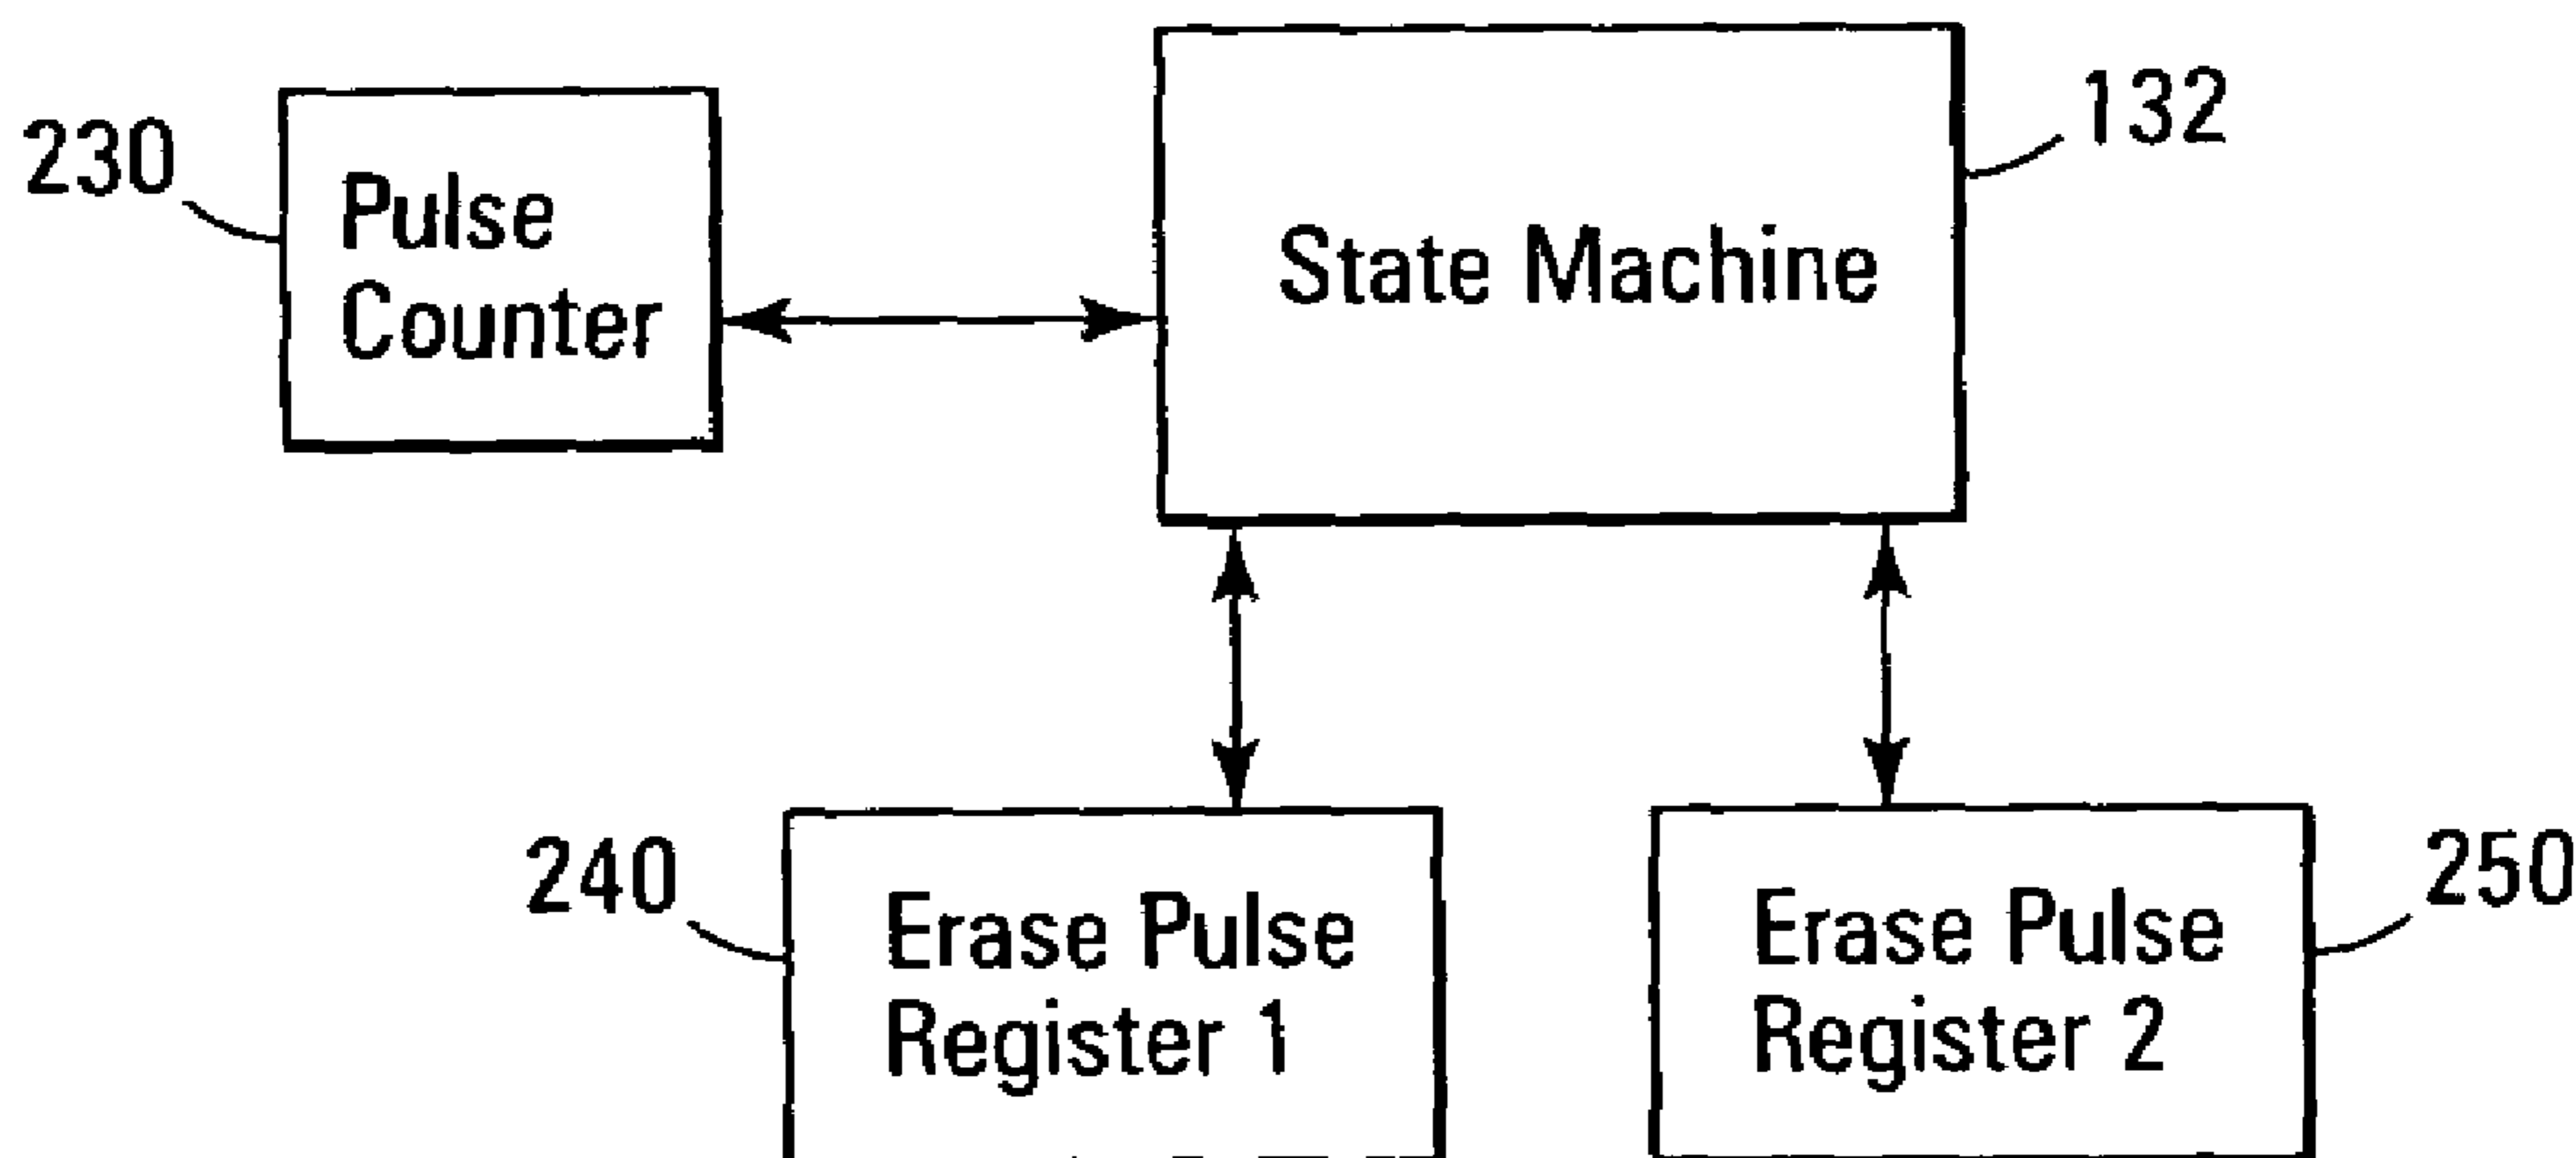 230
Pulse
Counter
State Machine
132
240
Erase Pulse
Register 1
Erase Pulse
Register 2
250